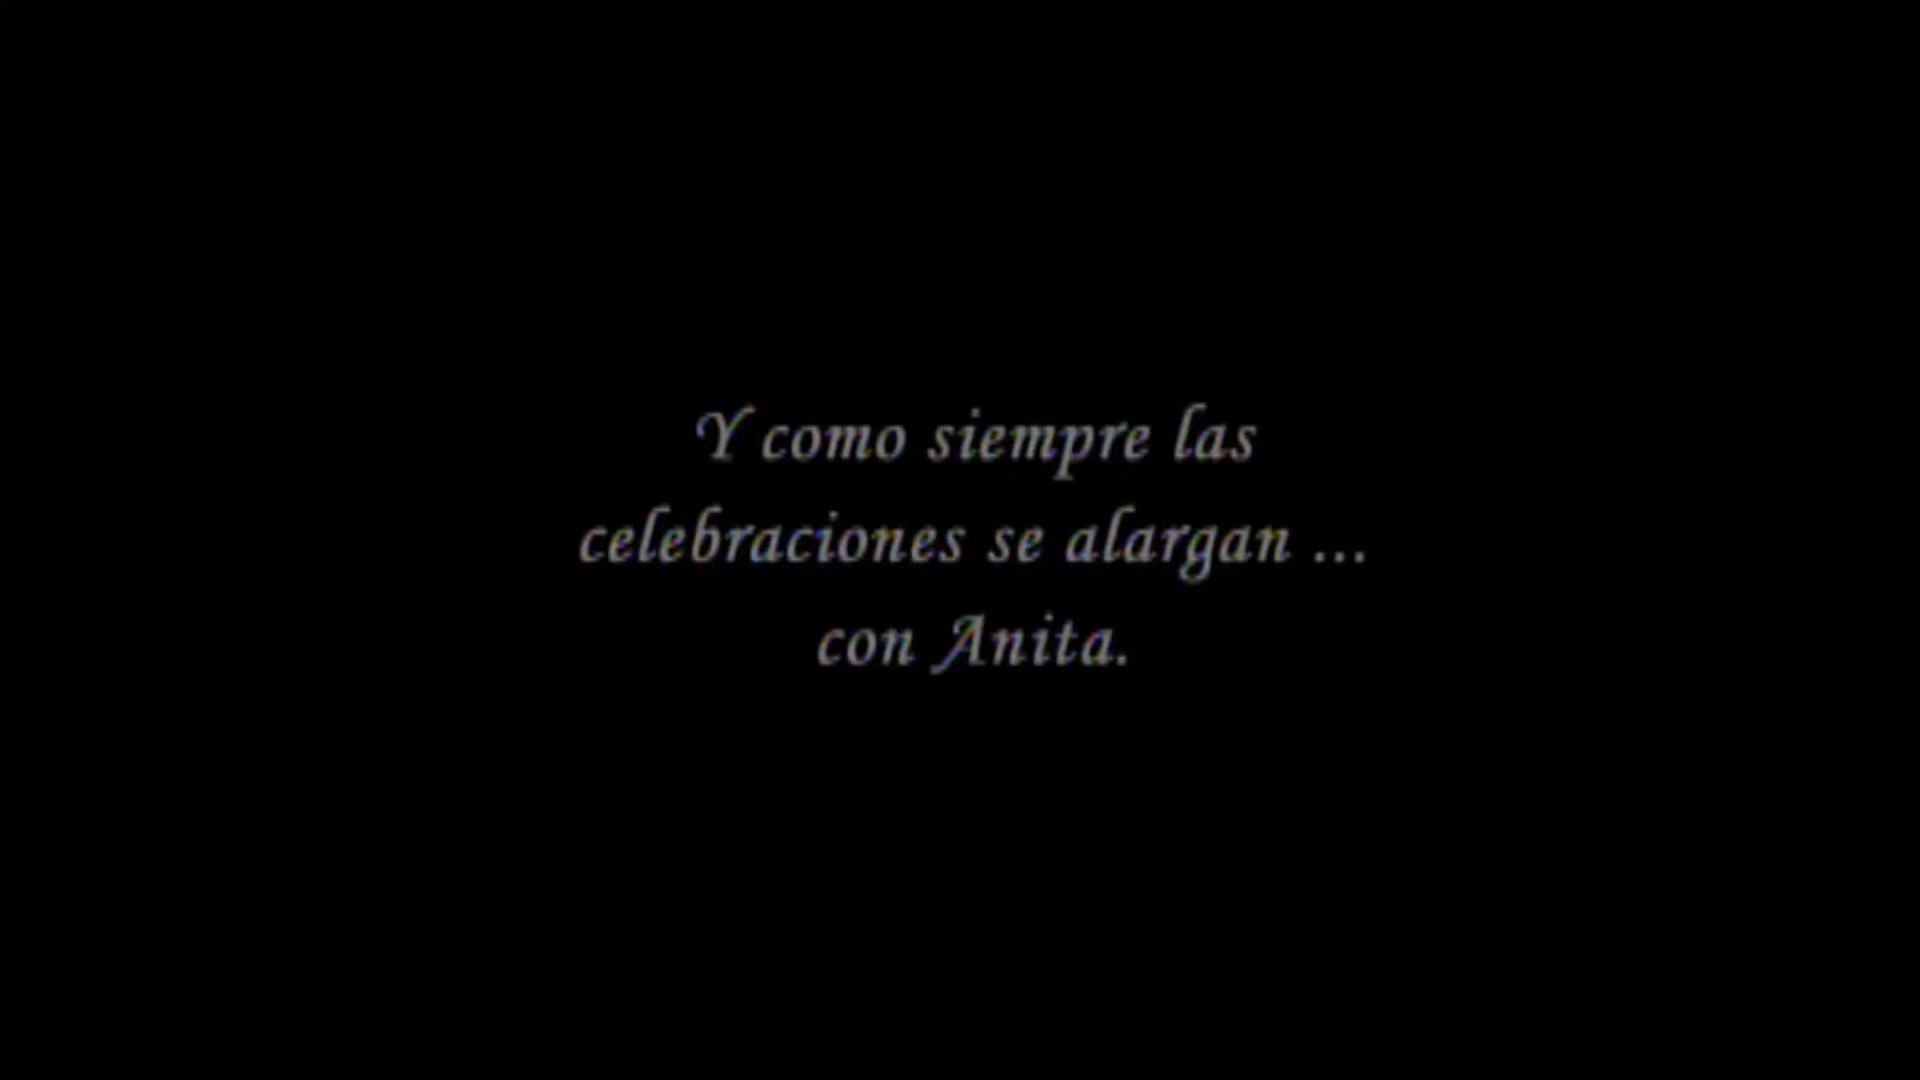 Y como siempre las
celebraciones se alargan ...
con Anita.